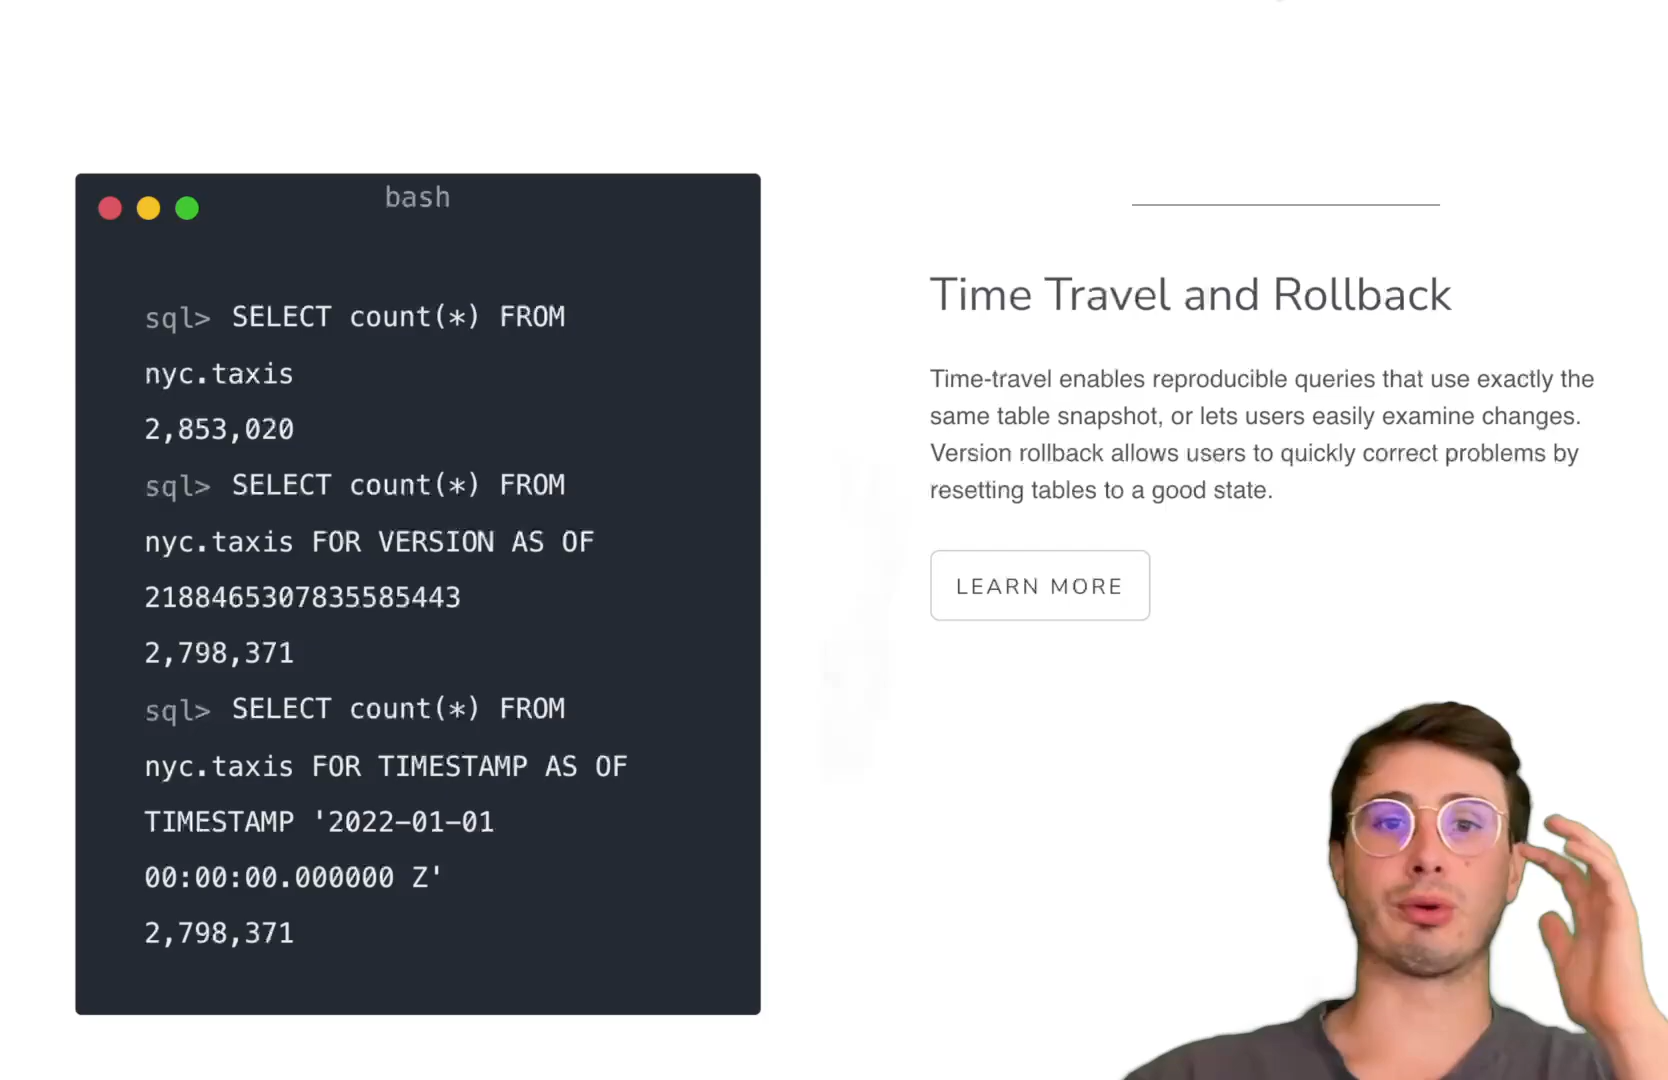 bash
sql> SELECT count(*) FROM
nyc.taxis
2,853,020
sql> SELECT count(*) FROM
nyc.taxis FOR VERSION AS OF
2188465307835585443
2,798,371
sql> SELECT count(*) FROM
nyc.taxis FOR TIMESTAMP AS OF
TIMESTAMP '2022-01-01
00:00:00.000000 Z'
2,798,371
Time Travel and Rollback
Time-travel enables reproducible queries that use exactly the
same table snapshot, or lets users easily examine changes.
Version rollback allows users to quickly correct problems by
resetting tables to a good state.
LEARN MORE